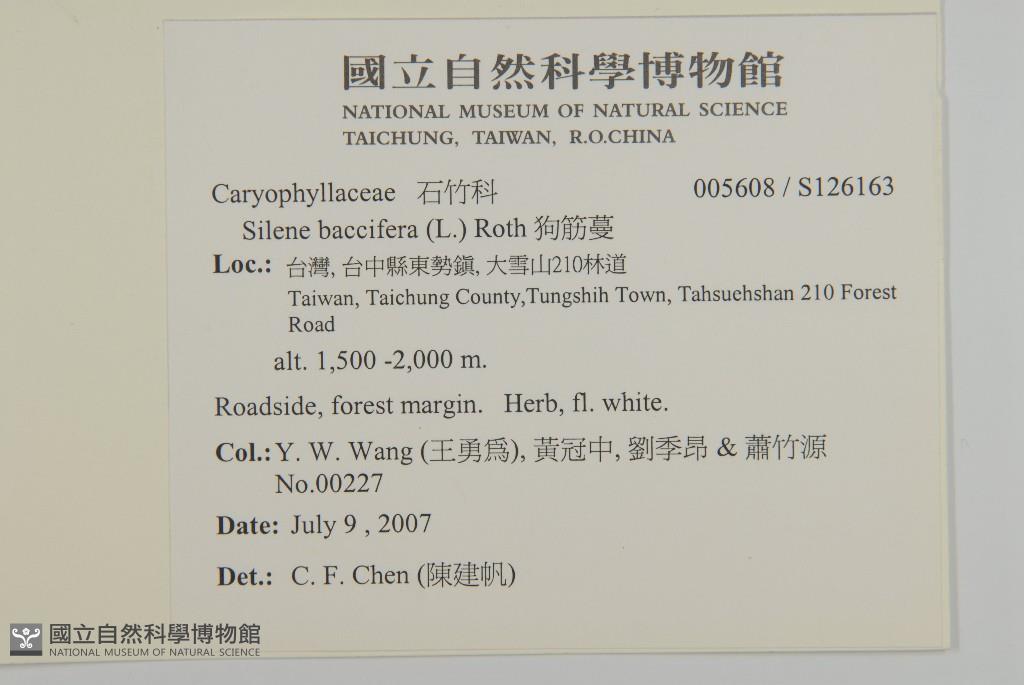 國立自然科學博物館
NATIONAL MUSEUM OF NATURAL SCIENCE
TAICHUNG, TAIWAN, R.O.CHINA
Caryophyllaceae 石竹科 005608 / S126163
Silene baccifera (L.) Roth 狗筋蔓
Loc.: 台灣, 台中縣東勢鎭, 大雪山210林道
Taiwan, Taichung County,Tungshih Town, Tahsuehshan 210 Forest
Road
alt. 1,500 -2,000 m.
Roadside, forest margin. Herb, fl. white.
Col.: Y. W. Wang (王勇爲), 黃冠中, 劉季昂 & 蕭竹源
No.00227
Date: July 9 , 2007
Det.: C. F. Chen (陳建帆)
國立自然科學博物館
NATIONAL MUSEUM OF NATURAL SCIENCE